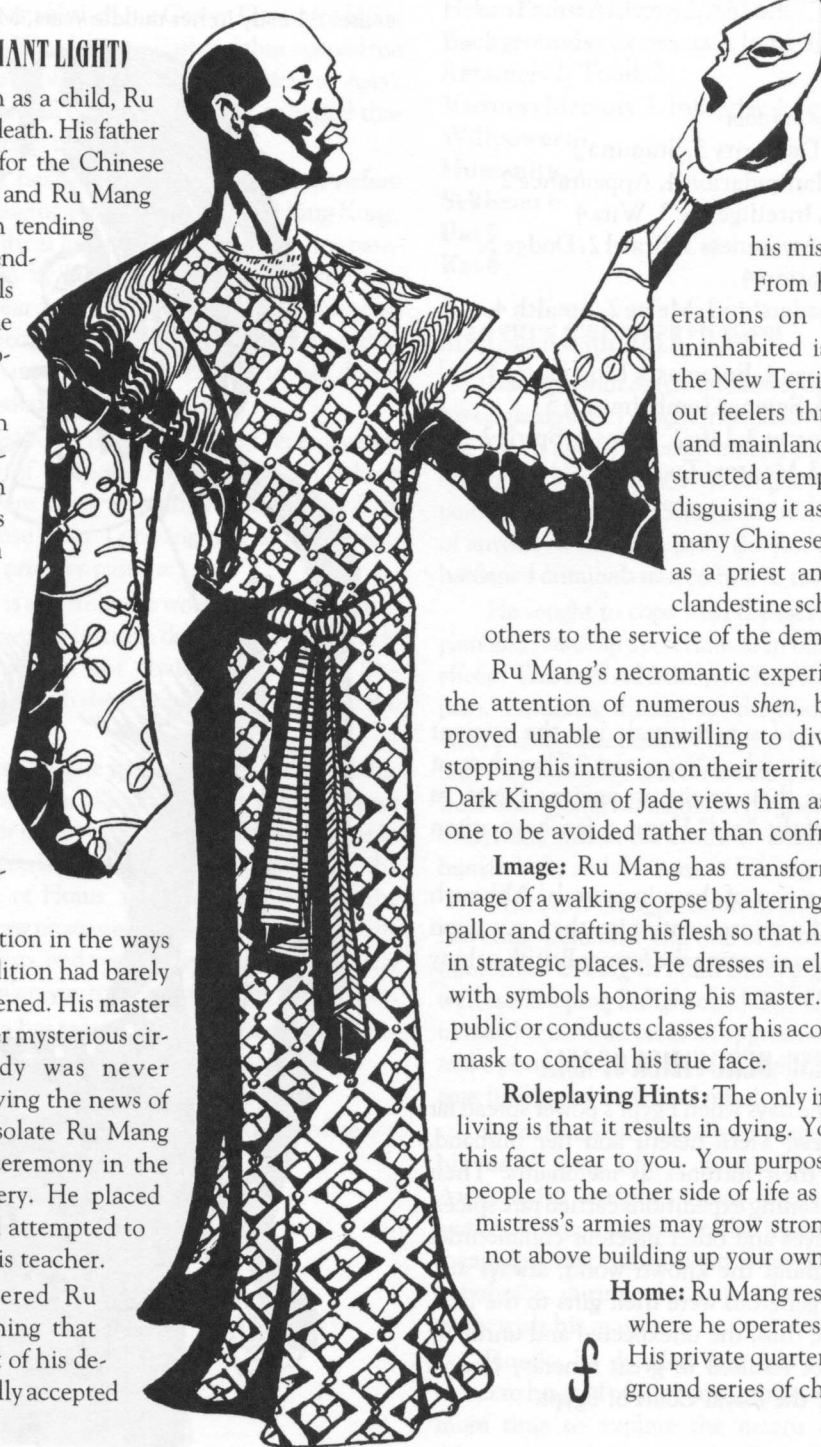 HANT LIGHT)
as a child, Ru
death. His father
for the Chinese
and Ru Mang
tending
end-
ls
tion in the ways
dition had barely
ened. His master
er mysterious cir-
dy was never
ving the news of
solate Ru Mang
ceremony in the
ery. He placed
attempted to
is teacher.
ered Ru
ning that
t of his de-
lly accepted
his mis
From h
erations on
uninhabited is
the New Terri
out feelers thr
(and mainlanc
structed a temp
disguising it as
many Chinese
as a priest an
clandestine sch
others to the service of the dem
Ru Mang's necromantic experi
the attention of numerous shen, b
proved unable or unwilling to div
stopping his intrusion on their territo
Dark Kingdom of Jade views him as
one to be avoided rather than confr
Image: Ru Mang has transform
image of a walking corpse by altering
pallor and crafting his flesh so that h
in strategic places. He dresses in el
with symbols honoring his master.
public or conducts classes for his aco
mask to conceal his true face.
Roleplaying Hints: The only in
living is that it results in dying. Yo
this fact clear to you. Your purpos
people to the other side of life as
mistress's armies may grow stron
not above building up your own
Home: Ru Mang res
where he operates
His private quarter
ground series of ch